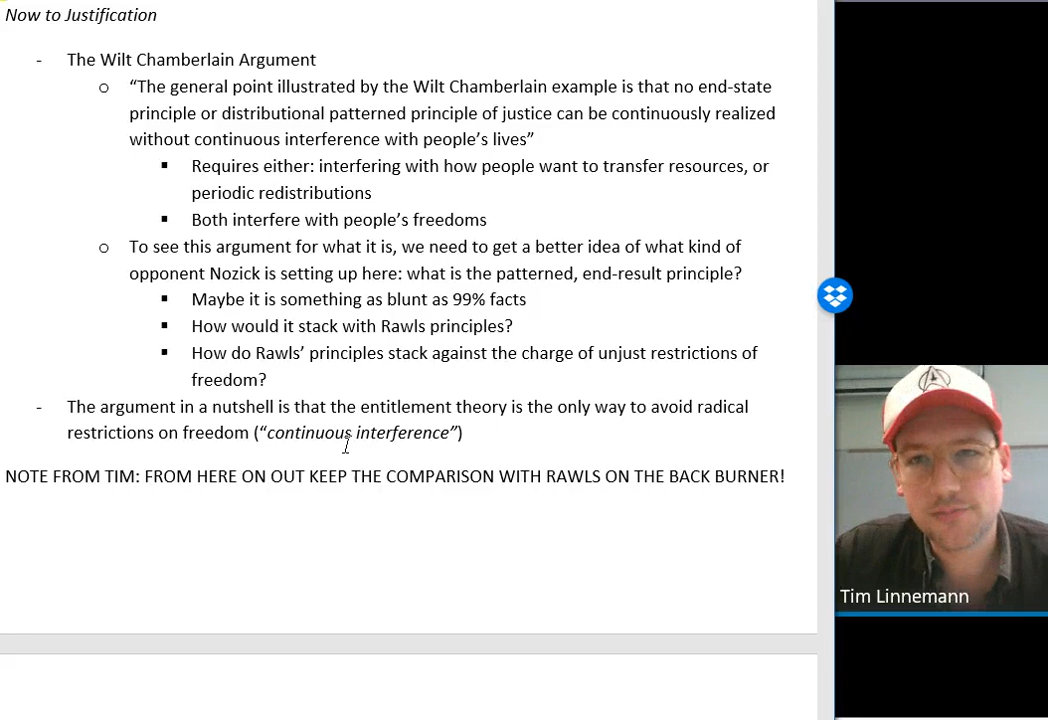 Now to Justification
- The Wilt Chamberlain Argument
o “The general point illustrated by the Wilt Chamberlain example is that no end-state
principle or distributional patterned principle of justice can be continuously realized
without continuous interference with people’s lives”
▪ Requires either: interfering with how people want to transfer resources, or
periodic redistributions
▪ Both interfere with people’s freedoms
o To see this argument for what it is, we need to get a better idea of what kind of
opponent Nozick is setting up here: what is the patterned, end-result principle?
▪ Maybe it is something as blunt as 99% facts
▪ How would it stack with Rawls principles?
▪ How do Rawls’ principles stack against the charge of unjust restrictions of
freedom?
- The argument in a nutshell is that the entitlement theory is the only way to avoid radical
restrictions on freedom (“continuous interference”)
NOTE FROM TIM: FROM HERE ON OUT KEEP THE COMPARISON WITH RAWLS ON THE BACK BURNER!
Tim Linnemann